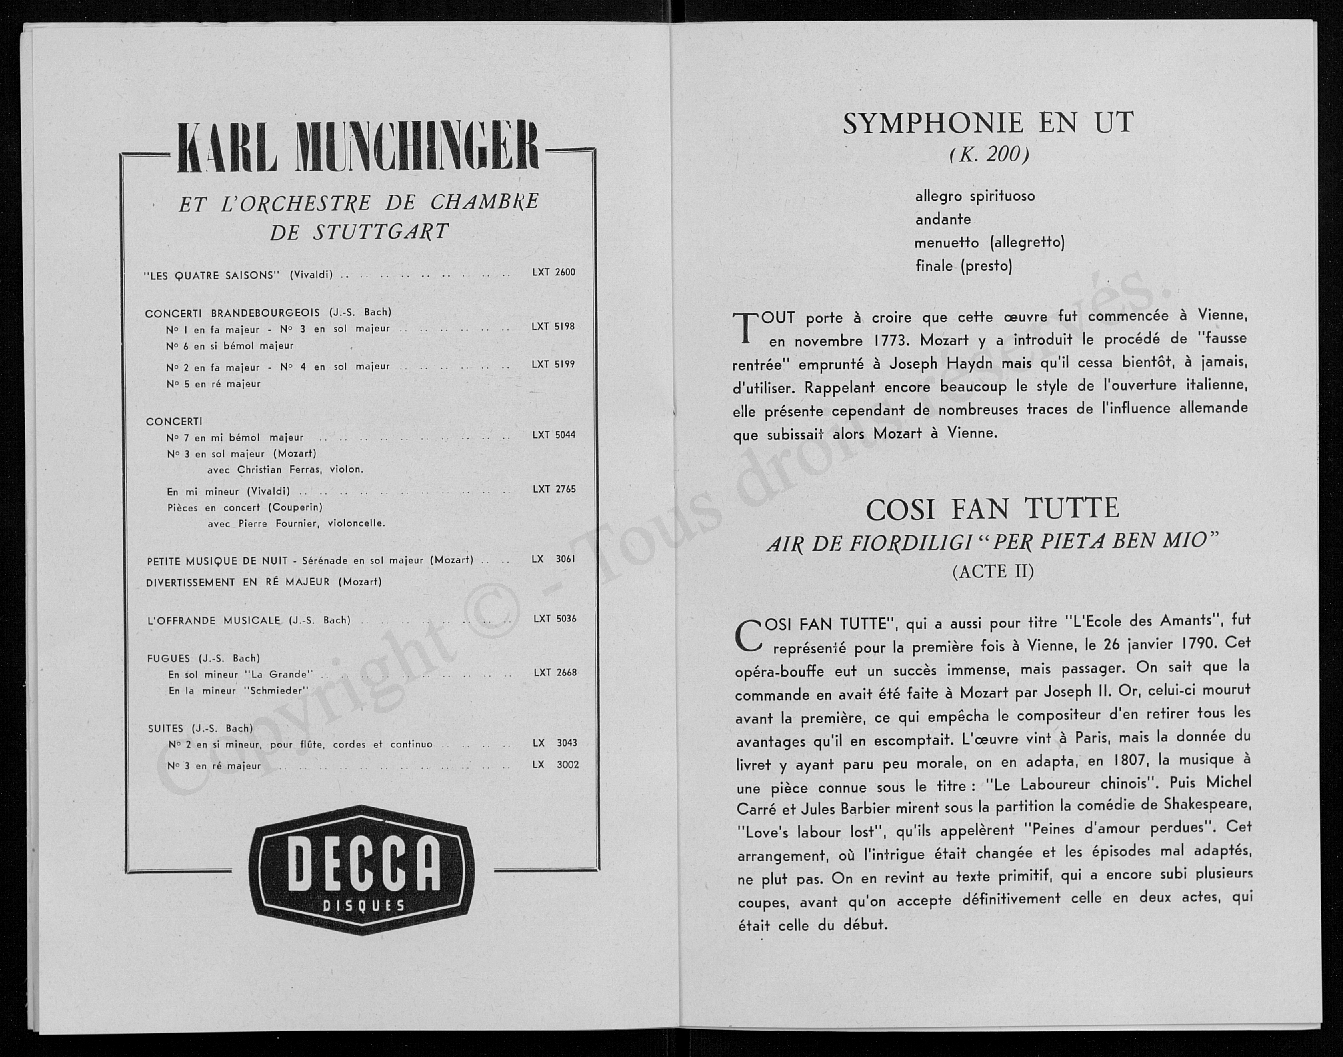 KARL MUNCHINGER
ET L'ORCHESTRE DE CHAMBRE
DE STUTTGART
"LES QUATRE SAISONS" (Vivaldi) .. .. .. .. .. .. .. .. .. LXT 2600
CONCERTI BRANDEBOURGEOIS (J.-S. Bach)
Nº 1 en fa majeur - Nº 3 en sol majeur .. .. .. .. .. .. LXT 5198
Nº 6 en si bémol majeur
Nº 2 en fa majeur - Nº 4 en sol majeur .. .. .. .. .. .. LXT 5199
Nº 5 en ré majeur
CONCERTI
Nº 7 en mi bémol majeur .. .. .. .. .. .. .. .. .. .. LXT 5044
Nº 3 en sol majeur (Mozart)
avec Christian Ferras, violon.
En mi mineur (Vivaldi) .. .. .. .. .. .. .. .. .. .. .. LXT 2765
Pièces en concert (Couperin)
avec Pierre Fournier, violoncelle.
PETITE MUSIQUE DE NUIT - Sérénade en sol majeur (Mozart) .. .. LX 3061
DIVERTISSEMENT EN RÉ MAJEUR (Mozart)
L'OFFRANDE MUSICALE (J.-S. Bach) .. .. .. .. .. .. .. .. LXT 5036
FUGUES (J.-S. Bach)
En sol mineur "La Grande" .. .. .. .. .. .. .. .. .. .. LXT 2668
En la mineur "Schmieder"
SUITES (J.-S. Bach)
Nº 2 en si mineur, pour flûte, cordes et continuo .. .. .. LX 3043
Nº 3 en ré majeur .. .. .. .. .. .. .. .. .. .. .. .. LX 3002
DECCA
DISQUES
SYMPHONIE EN UT
(K. 200)
allegro spirituoso
andante
menuetto (allegretto)
finale (presto)
TOUT porte à croire que cette œuvre fut commencée à Vienne,
en novembre 1773. Mozart y a introduit le procédé de "fausse
rentrée" emprunté à Joseph Haydn mais qu'il cessa bientôt, à jamais,
d'utiliser. Rappelant encore beaucoup le style de l'ouverture italienne,
elle présente cependant de nombreuses traces de l'influence allemande
que subissait alors Mozart à Vienne.
COSI FAN TUTTE
AIR DE FIORDILIGI "PER PIETA BEN MIO"
(ACTE II)
COSI FAN TUTTE", qui a aussi pour titre "L'Ecole des Amants", fut
représenté pour la première fois à Vienne, le 26 janvier 1790. Cet
opéra-bouffe eut un succès immense, mais passager. On sait que la
commande en avait été faite à Mozart par Joseph II. Or, celui-ci mourut
avant la première, ce qui empêcha le compositeur d'en retirer tous les
avantages qu'il en escomptait. L'œuvre vint à Paris, mais la donnée du
livret y ayant paru peu morale, on en adapta, en 1807, la musique à
une pièce connue sous le titre : "Le Laboureur chinois". Puis Michel
Carré et Jules Barbier mirent sous la partition la comédie de Shakespeare,
"Love's labour lost", qu'ils appelèrent "Peines d'amour perdues". Cet
arrangement, où l'intrigue était changée et les épisodes mal adaptés,
ne plut pas. On en revint au texte primitif, qui a encore subi plusieurs
coupes, avant qu'on accepte définitivement celle en deux actes, qui
était celle du début.
Copyright © - Tous droits réservés.